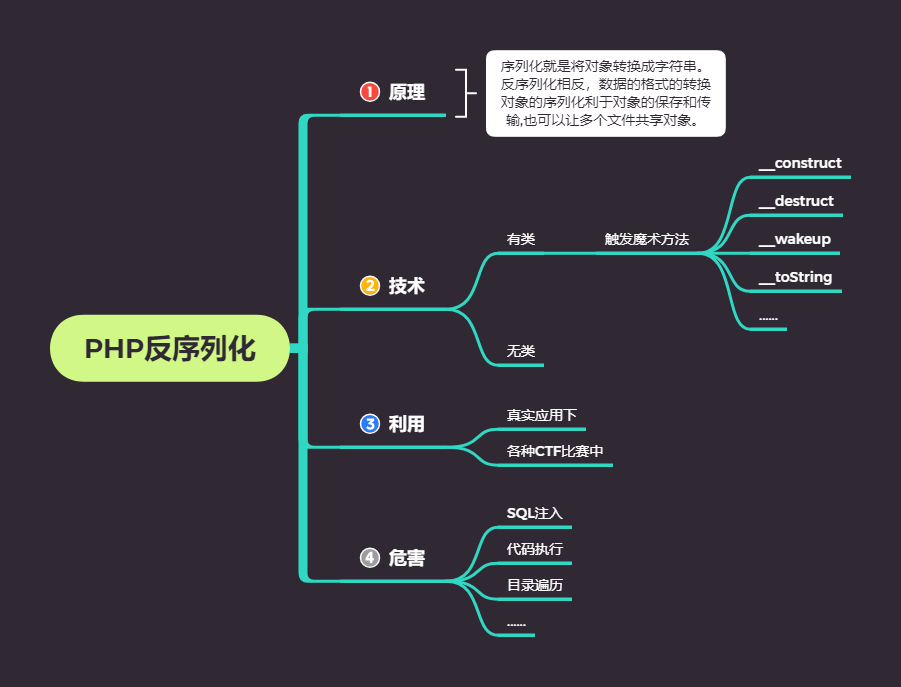 PHP反序列化
1 原理
序列化就是将对象转换成字符串。
反序列化相反，数据的格式的转换
对象的序列化利于对象的保存和传
输,也可以让多个文件共享对象。
2 技术
有类
触发魔术方法
__construct
__destruct
__wakeup
__toString
......
无类
3 利用
真实应用下
各种CTF比赛中
4 危害
SQL注入
代码执行
目录遍历
......